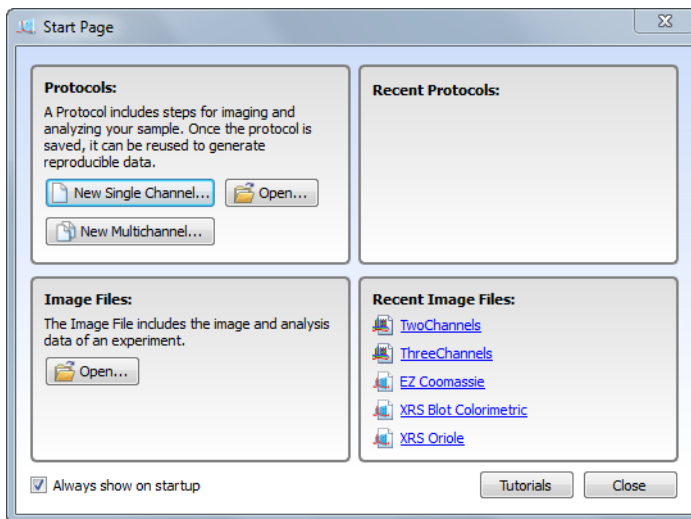 Start Page
Protocols:
A Protocol includes steps for imaging and
analyzing your sample. Once the protocol is
saved, it can be reused to generate
reproducible data.
New Single Channel...
Open...
New Multichannel...
Recent Protocols:
Image Files:
The Image File includes the image and analysis
data of an experiment.
Open...
Recent Image Files:
TwoChannels
ThreeChannels
EZ Coomassie
XRS Blot Colorimetric
XRS Oriole
Always show on startup
Tutorials
Close